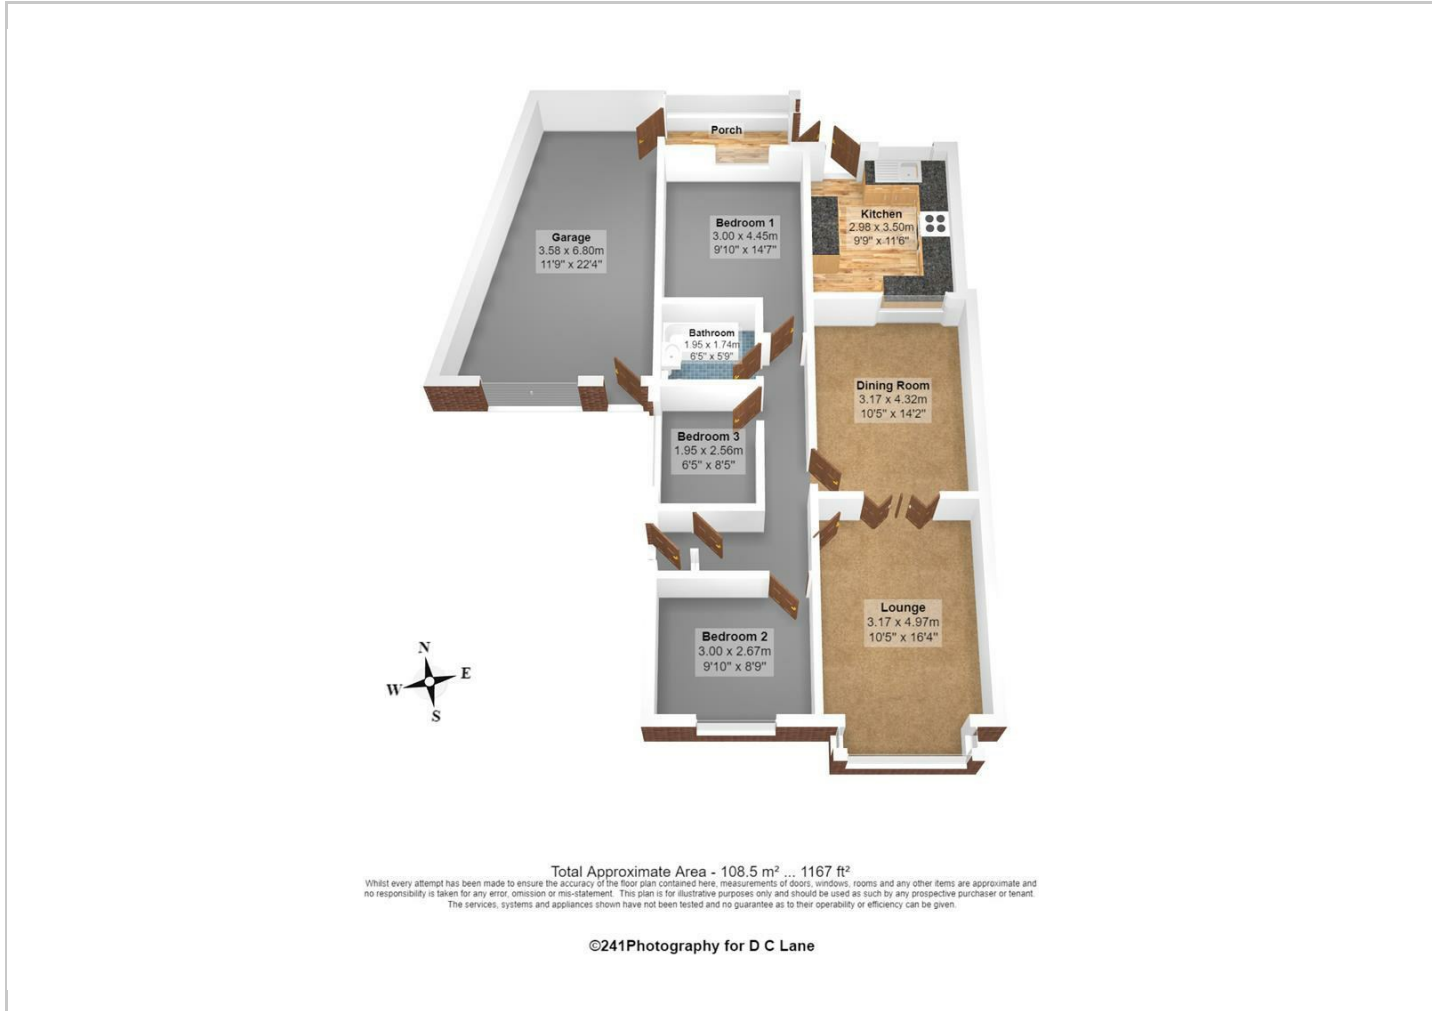 Porch
Bedroom 1
3.00 x 4.45m
9'10" x 14'7"
Kitchen
2.98 x 3.50m
9'9" x 11'6"
Garage
3.58 x 6.80m
11'9" x 22'4"
Bathroom
1.95 x 1.74m
6'5" x 5'9"
Dining Room
3.17 x 4.32m
10'5" x 14'2"
Bedroom 3
1.95 x 2.56m
6'5" x 8'5"
Lounge
3.17 x 4.97m
10'5" x 16'4"
Bedroom 2
3.00 x 2.67m
9'10" x 8'9"
N
E
W
S
Total Approximate Area - 108.5 m² ... 1167 ft²
Whilst every attempt has been made to ensure the accuracy of the floor plan contained here, measurements of doors, windows, rooms and any other items are approximate and
no responsibility is taken for any error, omission or mis-statement. This plan is for illustrative purposes only and should be used as such by any prospective purchaser or tenant.
The services, systems and appliances shown have not been tested and no guarantee as to their operability or efficiency can be given.
©241Photography for D C Lane